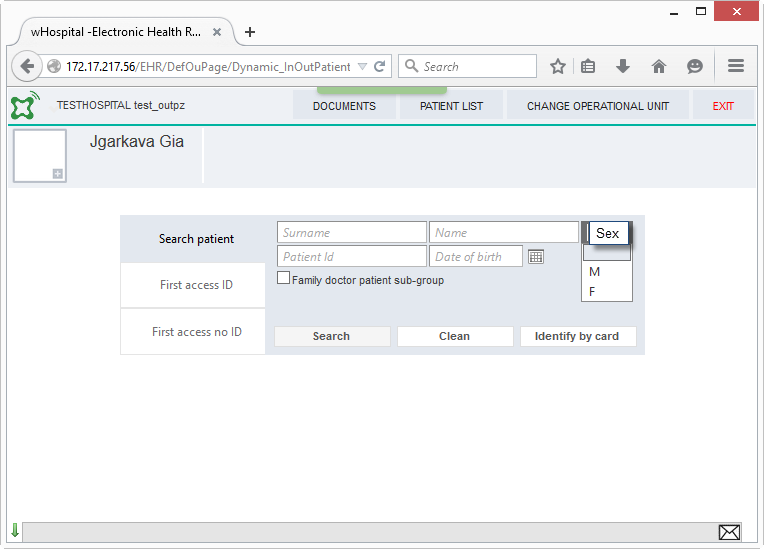 wHospital -Electronic Health R...
172.17.217.56/EHR/DefOuPage/Dynamic_InOutPatient
Search
TESTHOSPITAL test_outpz
DOCUMENTS
PATIENT LIST
CHANGE OPERATIONAL UNIT
EXIT
Jgarkava Gia
Search patient
Surname
Name
Sex
Patient Id
Date of birth
M
Family doctor patient sub-group
F
First access ID
First access no ID
Search
Clean
Identify by card